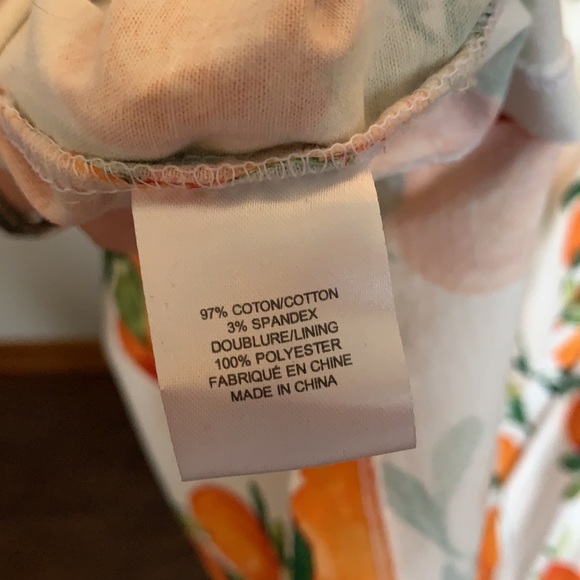 97% COTON/COTTON
3% SPANDEX
DOUBLURE/LINING
100% POLYESTER
FABRIQUÉ EN CHINE
MADE IN CHINA